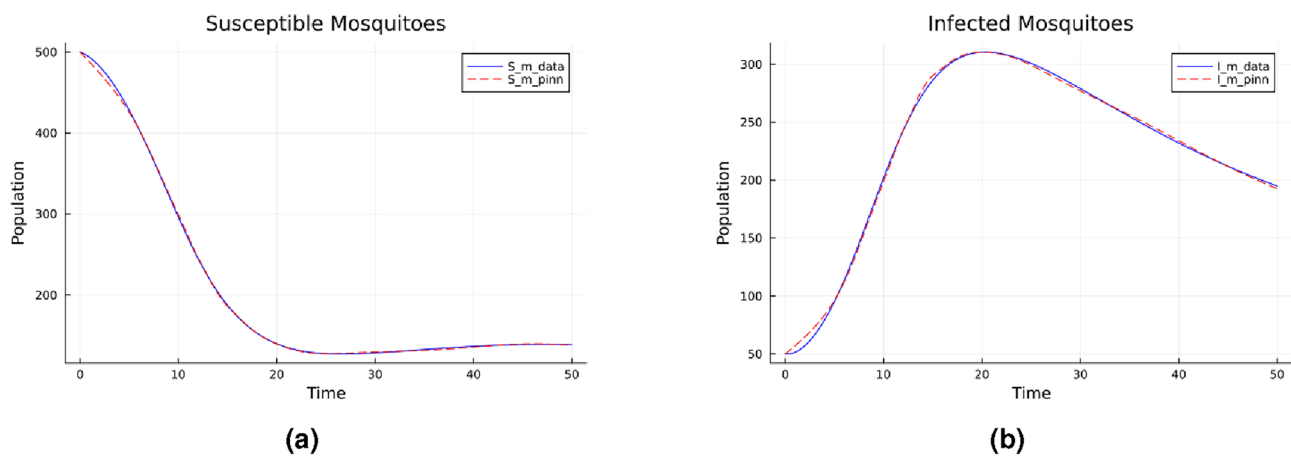 Susceptible Mosquitoes
500
400
300
200
0
10
20
30
40
50
Population
Time
S_m_data
S_m_pinn
(a)
Infected Mosquitoes
300
250
200
150
100
50
0
10
20
30
40
50
Population
Time
I_m_data
I_m_pinn
(b)